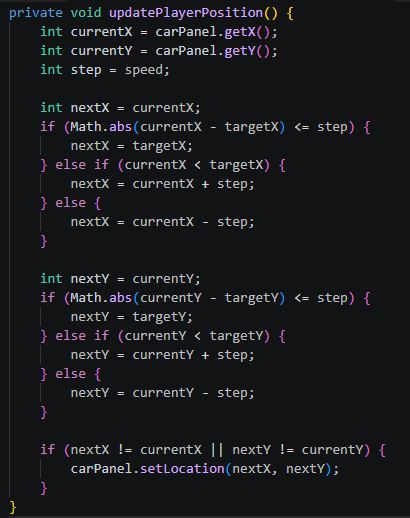 private void updatePlayerPosition() {
    int currentX = carPanel.getX();
    int currentY = carPanel.getY();
    int step = speed;

    int nextX = currentX;
    if (Math.abs(currentX - targetX) <= step) {
        nextX = targetX;
    } else if (currentX < targetX) {
        nextX = currentX + step;
    } else {
        nextX = currentX - step;
    }

    int nextY = currentY;
    if (Math.abs(currentY - targetY) <= step) {
        nextY = targetY;
    } else if (currentY < targetY) {
        nextY = currentY + step;
    } else {
        nextY = currentY - step;
    }

    if (nextX != currentX || nextY != currentY) {
        carPanel.setLocation(nextX, nextY);
    }
}